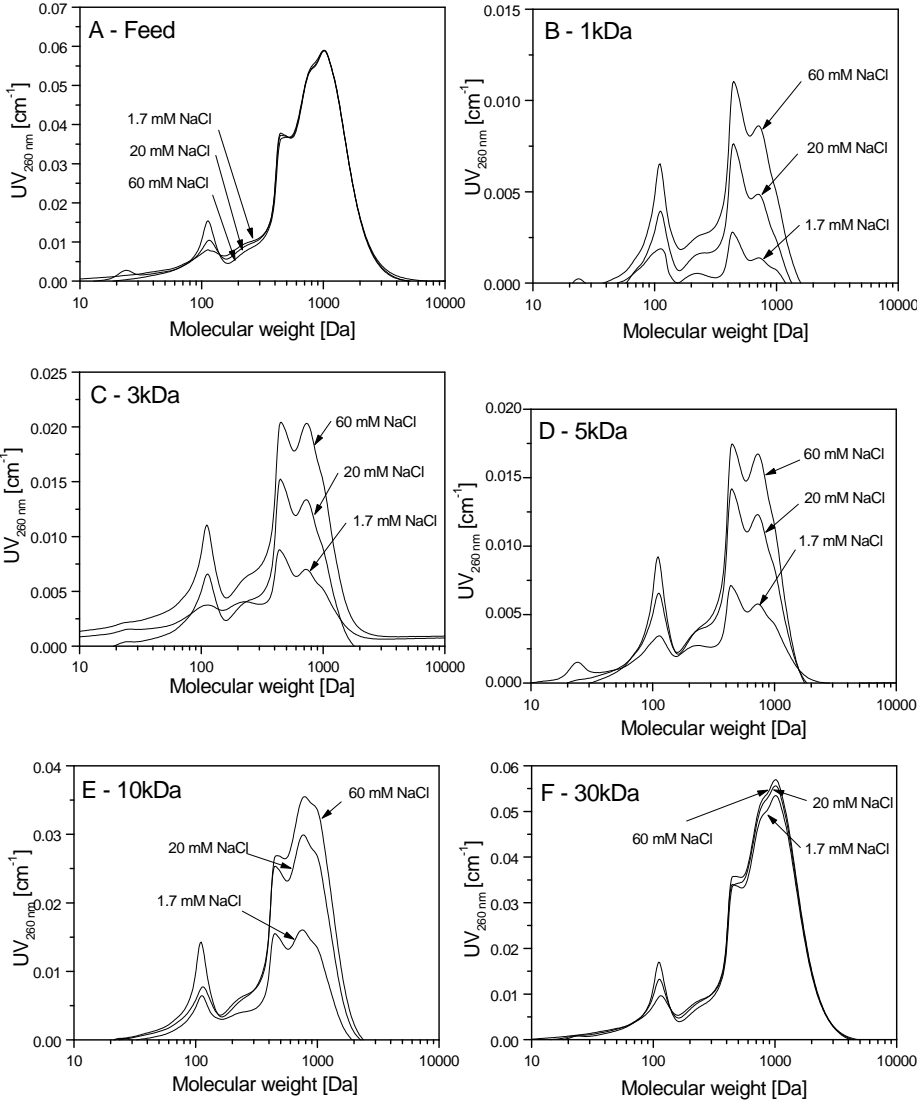 A - Feed
0.07
0.06
0.05
0.04
0.03
0.02
0.01
0.00
UV260 nm [cm-1]
1.7 mM NaCl
20 mM NaCl
60 mM NaCl
10
100
1000
10000
Molecular weight [Da]
B - 1kDa
0.015
0.010
0.005
0.000
UV260 nm [cm-1]
60 mM NaCl
20 mM NaCl
1.7 mM NaCl
10
100
1000
10000
Molecular weight [Da]
C - 3kDa
0.025
0.020
0.015
0.010
0.005
0.000
UV260 nm [cm-1]
60 mM NaCl
20 mM NaCl
1.7 mM NaCl
10
100
1000
10000
Molecular weight [Da]
D - 5kDa
0.020
0.015
0.010
0.005
0.000
UV260 nm [cm-1]
60 mM NaCl
20 mM NaCl
1.7 mM NaCl
10
100
1000
10000
Molecular weight [Da]
E - 10kDa
0.04
0.03
0.02
0.01
0.00
UV260 nm [cm-1]
60 mM NaCl
20 mM NaCl
1.7 mM NaCl
10
100
1000
10000
Molecular weight [Da]
F - 30kDa
0.06
0.05
0.04
0.03
0.02
0.01
0.00
UV260 nm [cm-1]
20 mM NaCl
60 mM NaCl
1.7 mM NaCl
10
100
1000
10000
Molecular weight [Da]